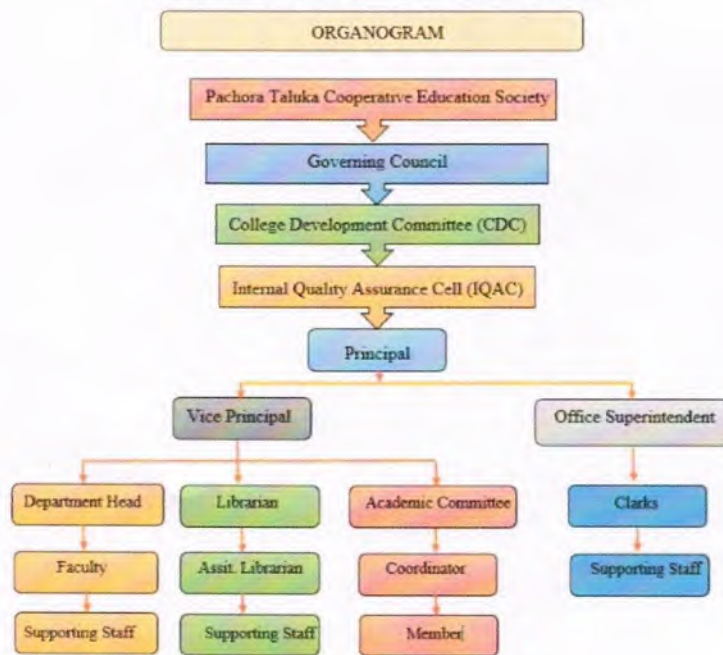 ORGANOGRAM
Pachora Taluka Cooperative Education Society
Governing Council
College Development Committee (CDC)
Internal Quality Assurance Cell (IQAC)
Principal
Vice Principal
Office Superintendent
Department Head
Librarian
Academic Committee
Clarks
Faculty
Assit. Librarian
Coordinator
Supporting Staff
Supporting Staff
Supporting Staff
Member